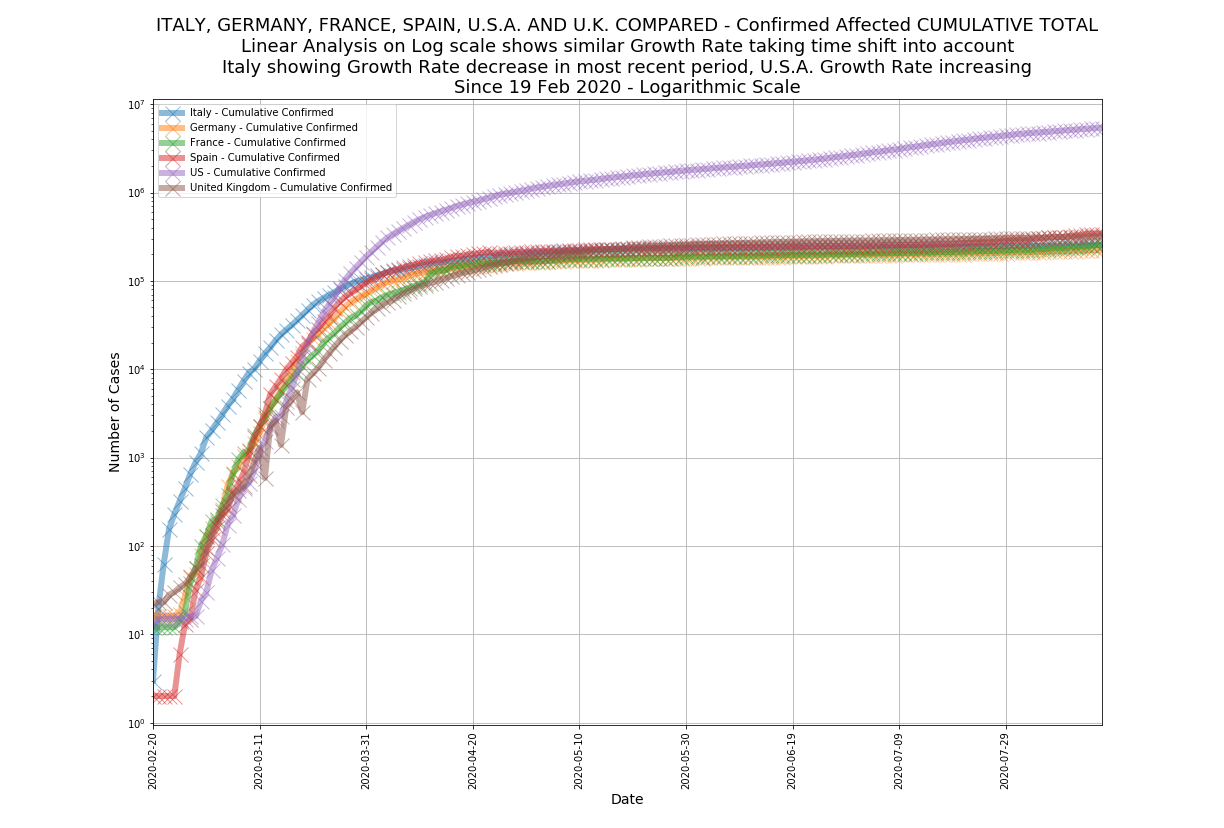 ITALY, GERMANY, FRANCE, SPAIN, U.S.A. AND U.K. COMPARED - Confirmed Affected CUMULATIVE TOTAL
Linear Analysis on Log scale shows similar Growth Rate taking time shift into account
Italy showing Growth Rate decrease in most recent period, U.S.A. Growth Rate increasing
Since 19 Feb 2020 - Logarithmic Scale
Italy - Cumulative Confirmed
Germany - Cumulative Confirmed
France - Cumulative Confirmed
Spain - Cumulative Confirmed
US - Cumulative Confirmed
United Kingdom - Cumulative Confirmed
Number of Cases
10⁷
10⁶
10⁵
10⁴
10³
10²
10¹
10⁰
2020-02-20
2020-03-11
2020-03-31
2020-04-20
2020-05-10
2020-05-30
2020-06-19
2020-07-09
2020-07-29
Date